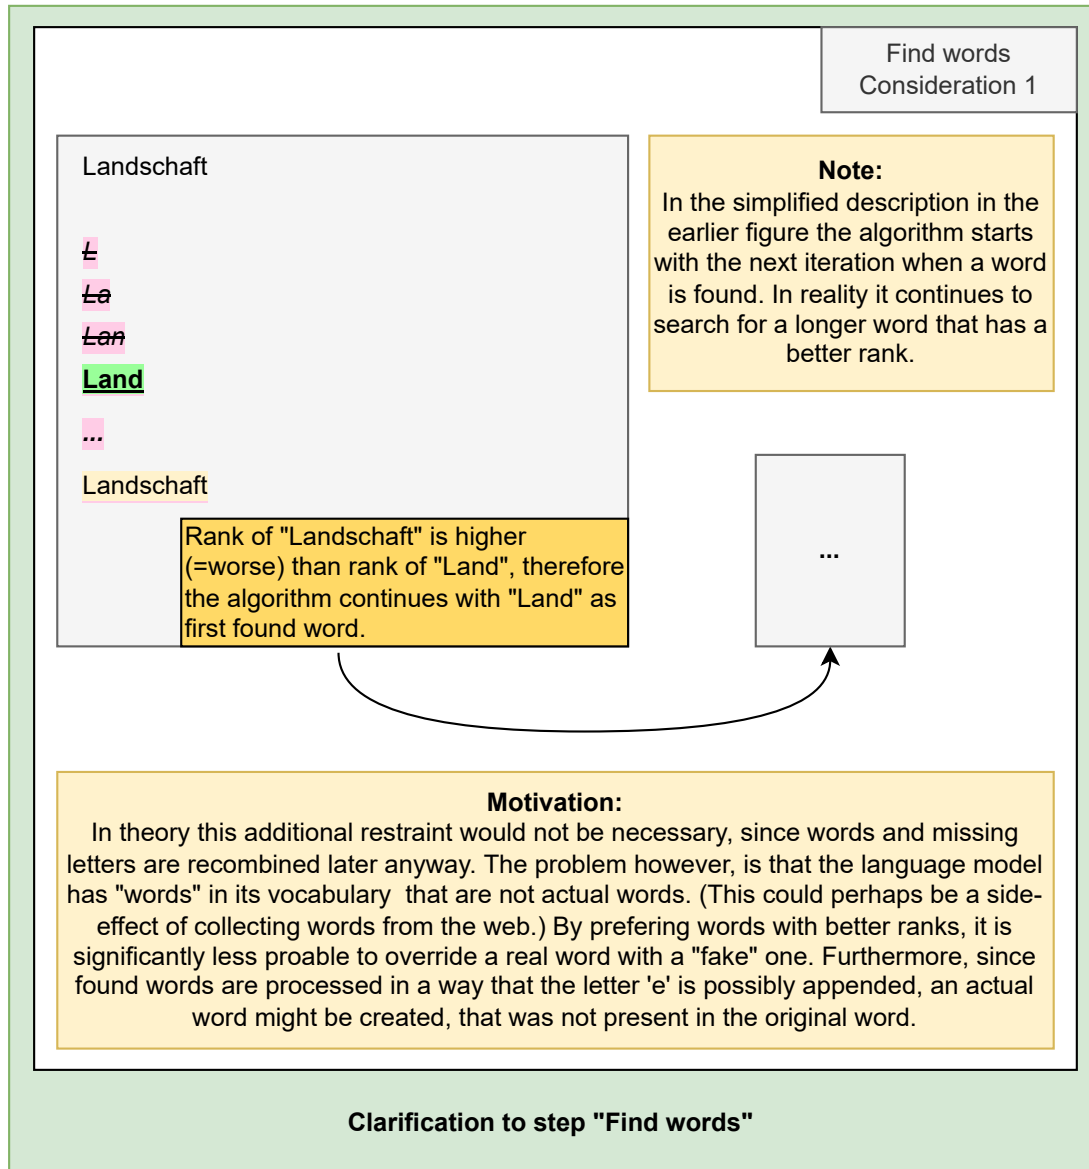 Find words
Consideration 1
Landschaft
L
La
Lan
Land
...
Landschaft
Rank of "Landschaft" is higher
(=worse) than rank of "Land", therefore
the algorithm continues with "Land" as
first found word.
Note:
In the simplified description in the
earlier figure the algorithm starts
with the next iteration when a word
is found. In reality it continues to
search for a longer word that has a
better rank.
...
Motivation:
In theory this additional restraint would not be necessary, since words and missing
letters are recombined later anyway. The problem however, is that the language model
has "words" in its vocabulary  that are not actual words. (This could perhaps be a side-
effect of collecting words from the web.) By prefering words with better ranks, it is
significantly less proable to override a real word with a "fake" one. Furthermore, since
found words are processed in a way that the letter 'e' is possibly appended, an actual
word might be created, that was not present in the original word.
Clarification to step "Find words"